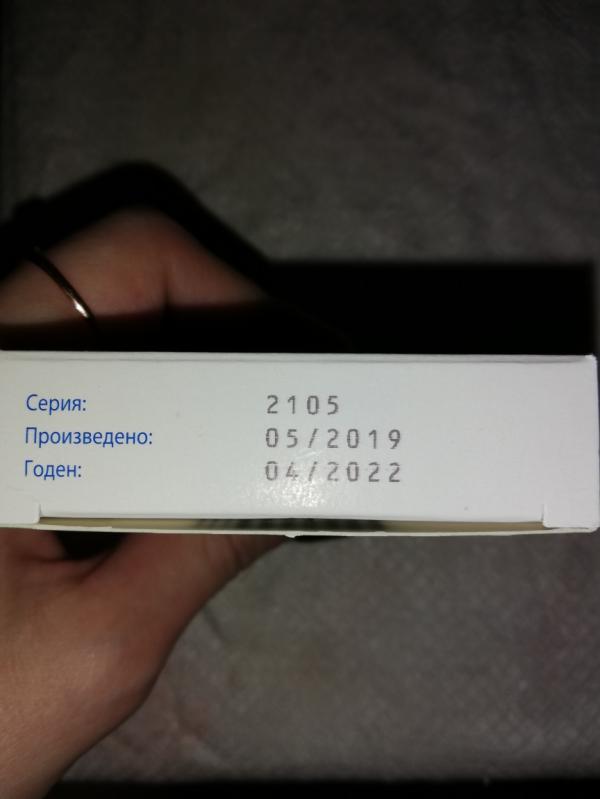 Серия: 2105
Произведено: 05/2019
Годен: 04/2022